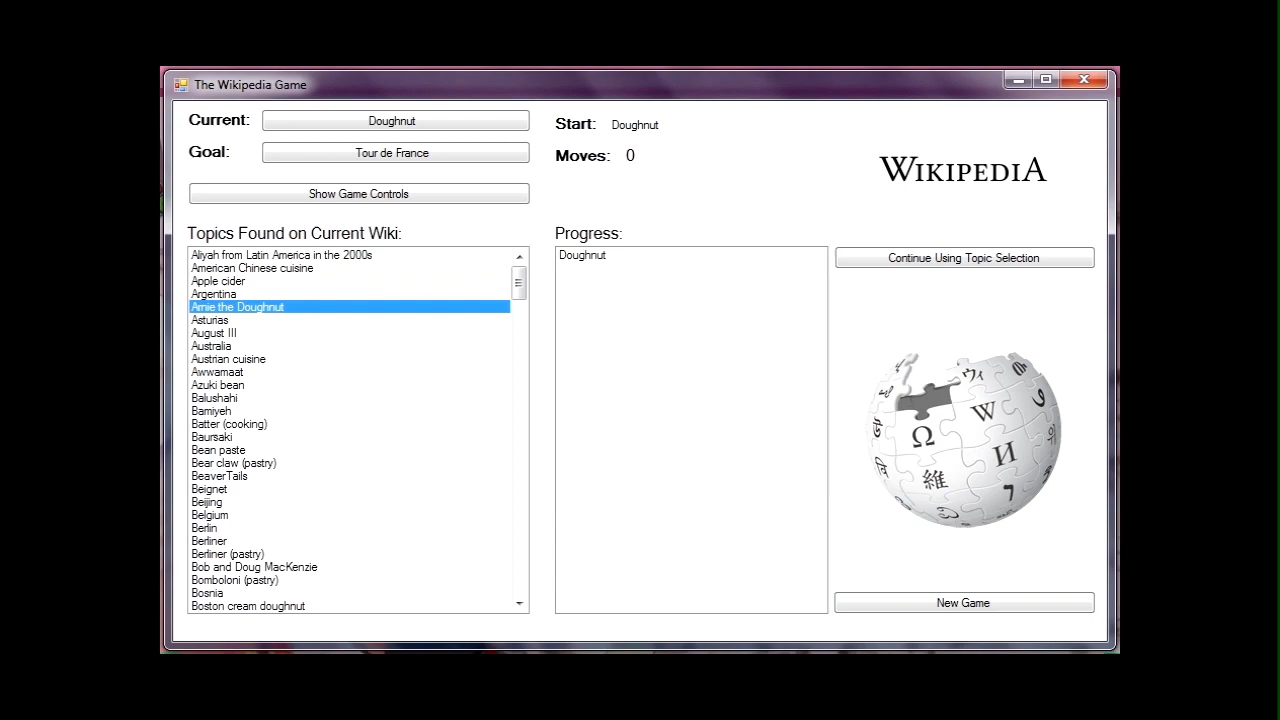 The Wikipedia Game
Current: Doughnut
Goal: Tour de France
Show Game Controls
Start: Doughnut
Moves: 0
WIKIPEDIA
Topics Found on Current Wiki:
Aliyah from Latin America in the 2000s
American Chinese cuisine
Apple cider
Argentina
Arnie the Doughnut
Asturias
August III
Australia
Austrian cuisine
Awwamaat
Azuki bean
Balushahi
Bamiyeh
Batter (cooking)
Baursaki
Bean paste
Bear claw (pastry)
BeaverTails
Beignet
Beijing
Belgium
Berlin
Berliner
Berliner (pastry)
Bob and Doug MacKenzie
Bomboloni (pastry)
Bosnia
Boston cream doughnut
Progress:
Doughnut
Continue Using Topic Selection
ウィ
W
Ω
И
維
New Game